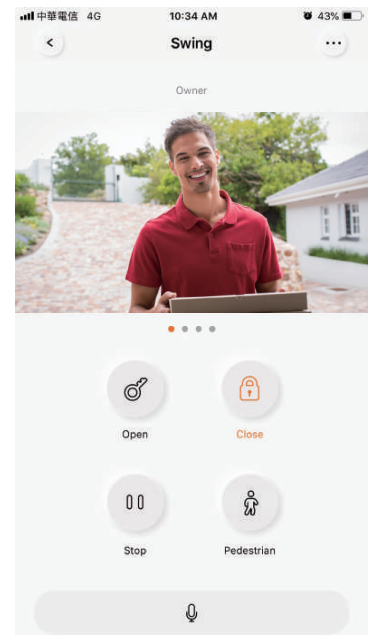 中華電信 4G 10:34 AM 43%
Swing
Owner
Open Close
Stop Pedestrian